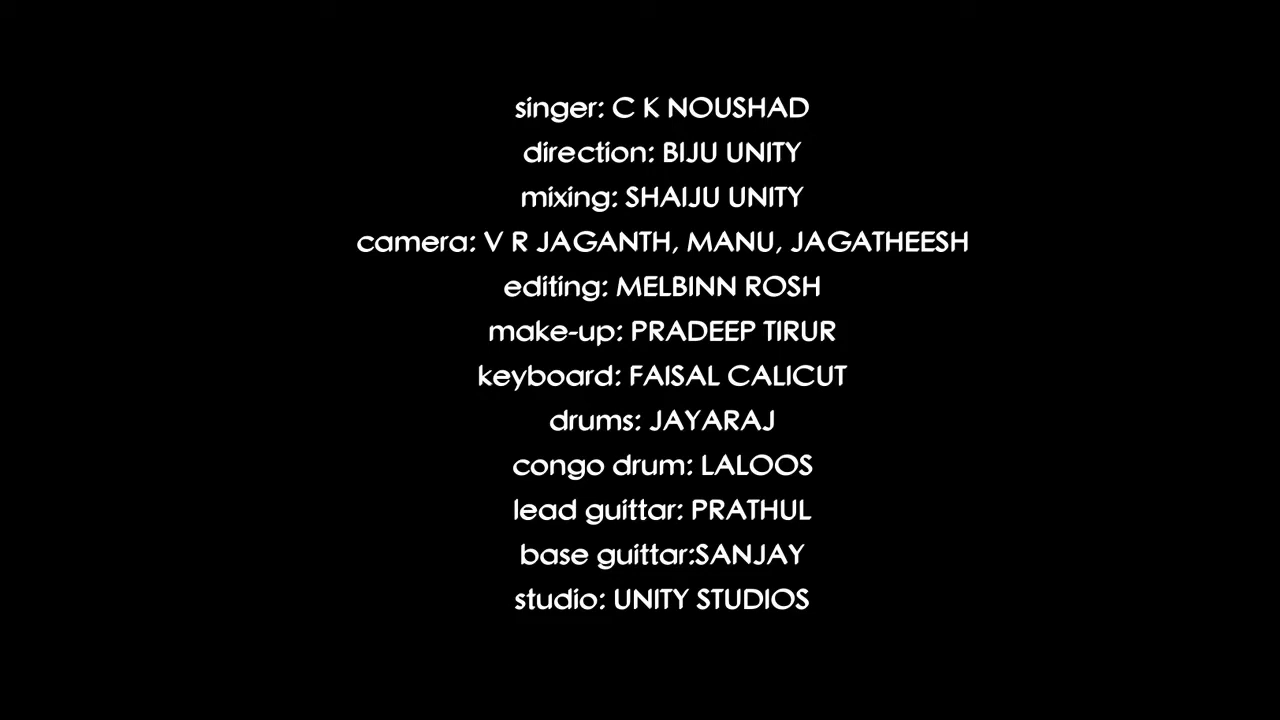 singer: C K NOUSHAD
direction: BIJU UNITY
mixing: SHAIJU UNITY
camera: V R JAGANTH, MANU, JAGATHEESH
editing: MELBINN ROSH
make-up: PRADEEP TIRUR
keyboard: FAISAL CALICUT
drums: JAYARAJ
congo drum: LALOOS
lead guittar: PRATHUL
base guittar:SANJAY
studio: UNITY STUDIOS